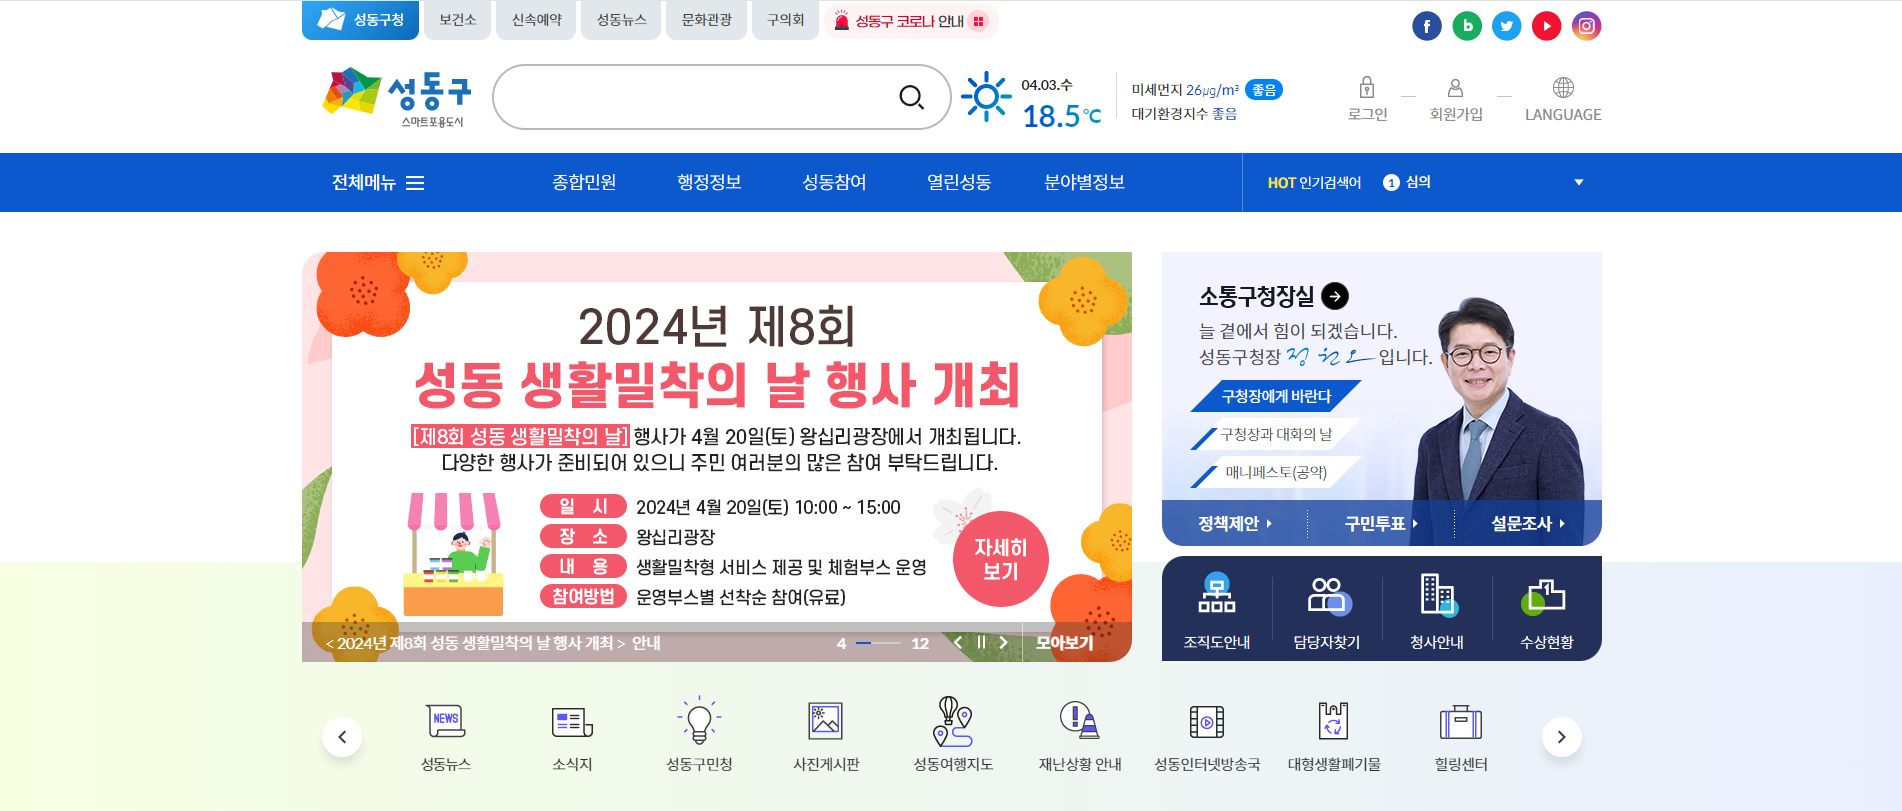 성동구청 보건소 신속예약 성동뉴스 문화관광 구의회 성동구 코로나 안내
성동구
스마트포용도시
04.03.수
18.5℃
미세먼지 26㎍/m³ 좋음
대기환경지수 좋음
로그인 회원가입 LANGUAGE
전체메뉴 종합민원 행정정보 성동참여 열린성동 분야별정보 HOT 인기검색어 1 심의
2024년 제8회
성동 생활밀착의 날 행사 개최
[제8회 성동 생활밀착의 날] 행사가 4월 20일(토) 왕십리광장에서 개최됩니다.
다양한 행사가 준비되어 있으니 주민 여러분의 많은 참여 부탁드립니다.
일 시 2024년 4월 20일(토) 10:00 ~ 15:00
장 소 왕십리광장
내 용 생활밀착형 서비스 제공 및 체험부스 운영
참여방법 운영부스별 선착순 참여(유료)
자세히
보기
< 2024년 제8회 성동 생활밀착의 날 행사 개최 > 안내 4 12 모아보기
소통구청장실
늘 곁에서 힘이 되겠습니다.
성동구청장 정원오 입니다.
구청장에게 바란다
구청장과 대화의 날
매니페스토(공약)
정책제안 구민투표 설문조사
조직도안내 담당자찾기 청사안내 수상현황
NEWS
성동뉴스 소식지 성동구민청 사진게시판 성동여행지도 재난상황 안내 성동인터넷방송국 대형생활폐기물 힐링센터